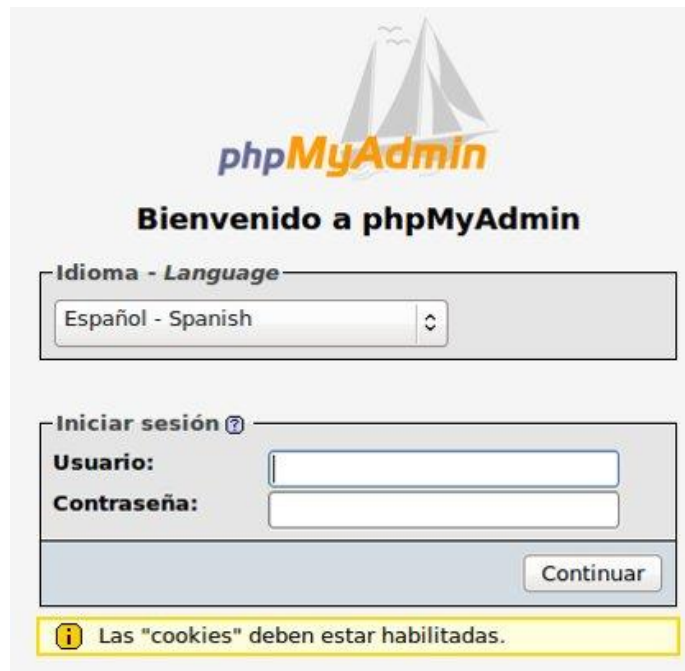 phpMyAdmin
Bienvenido a phpMyAdmin
Idioma - Language
Español - Spanish
Iniciar sesión
Usuario:
Contraseña:
Continuar
Las "cookies" deben estar habilitadas.